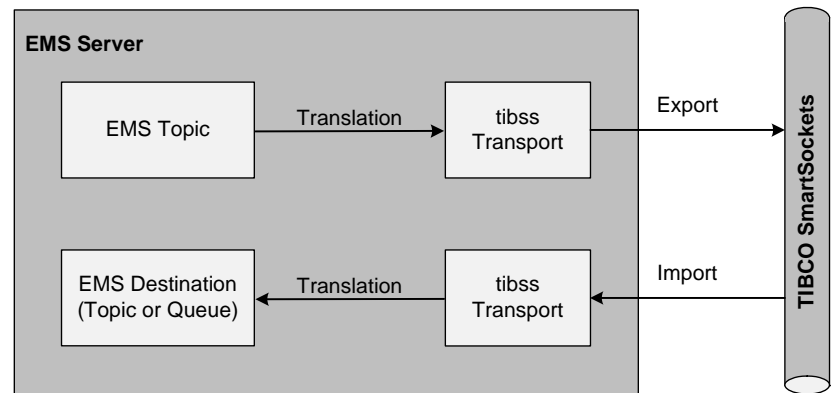 EMS Server
EMS Topic
Translation
tibss
Transport
Export
EMS Destination
(Topic or Queue)
Translation
tibss
Transport
Import
TIBCO SmartSockets